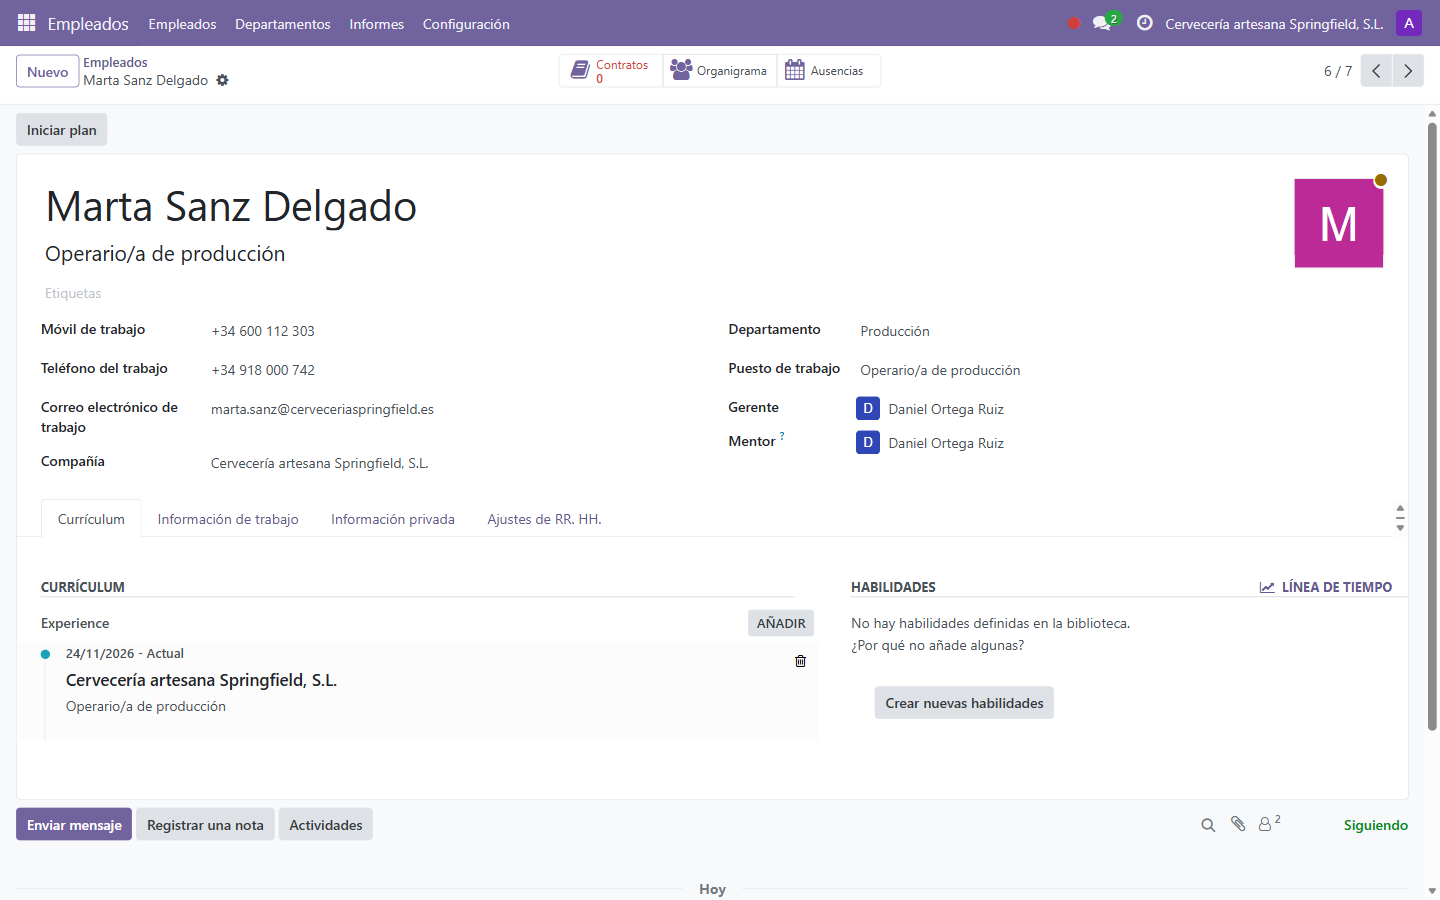 Empleados Empleados Departamentos Informes Configuración 2 Cervecería artesana Springfield, S.L. A
Nuevo Empleados
Marta Sanz Delgado
Contratos
0
Organigrama
Ausencias
6 / 7
Iniciar plan
Marta Sanz Delgado
M
Operario/a de producción
Etiquetas
Móvil de trabajo +34 600 112 303
Teléfono del trabajo +34 918 000 742
Correo electrónico de trabajo marta.sanz@cerveceriaspringfield.es
Compañía Cervecería artesana Springfield, S.L.
Departamento Producción
Puesto de trabajo Operario/a de producción
Gerente D Daniel Ortega Ruiz
Mentor ? D Daniel Ortega Ruiz
Currículum Información de trabajo Información privada Ajustes de RR. HH.
CURRÍCULUM
Experience AÑADIR
24/11/2026 - Actual
Cervecería artesana Springfield, S.L.
Operario/a de producción
HABILIDADES LÍNEA DE TIEMPO
No hay habilidades definidas en la biblioteca.
¿Por qué no añade algunas?
Crear nuevas habilidades
Enviar mensaje Registrar una nota Actividades 2 Siguiendo
Hoy